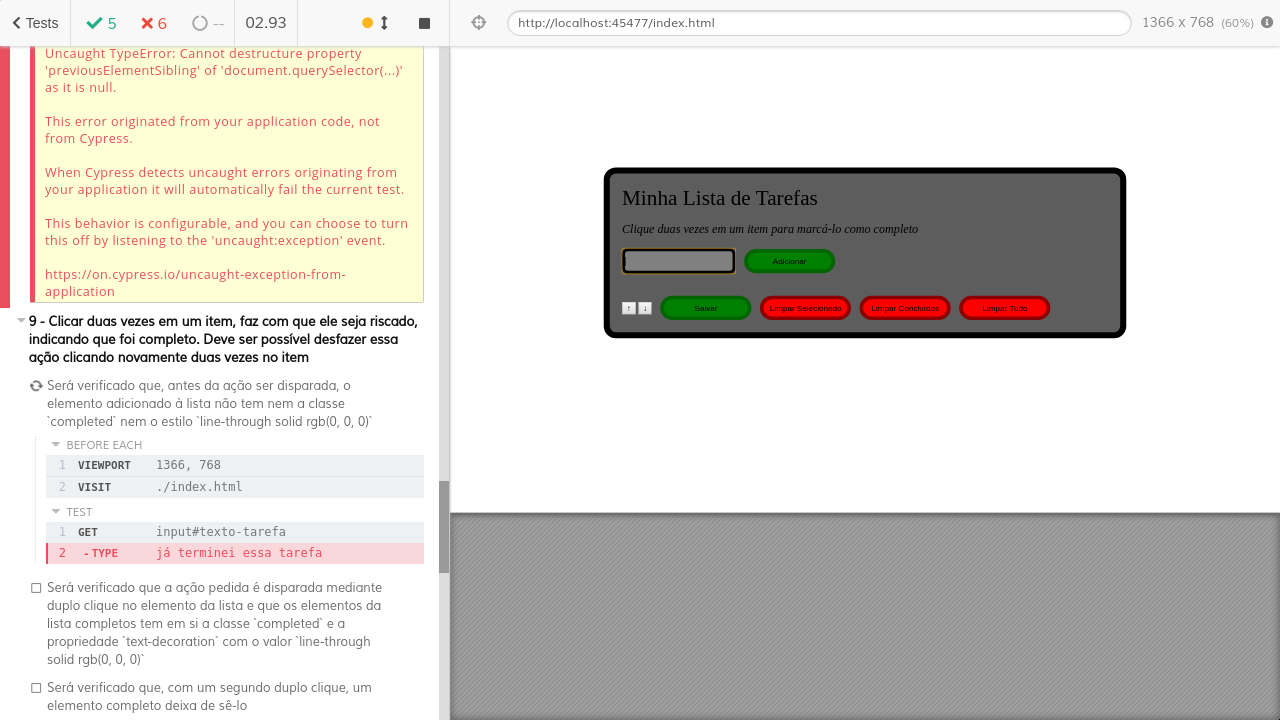 Tests 5 6 -- 02.93
http://localhost:45477/index.html 1366 x 768 (60%)
Uncaught TypeError: Cannot destructure property
'previousElementSibling' of 'document.querySelector(...)'
as it is null.
This error originated from your application code, not
from Cypress.
When Cypress detects uncaught errors originating from
your application it will automatically fail the current test.
This behavior is configurable, and you can choose to turn
this off by listening to the 'uncaught:exception' event.
https://on.cypress.io/uncaught-exception-from-
application
9 - Clicar duas vezes em um item, faz com que ele seja riscado,
indicando que foi completo. Deve ser possível desfazer essa
ação clicando novamente duas vezes no item
Será verificado que, antes da ação ser disparada, o
elemento adicionado à lista não tem nem a classe
`completed` nem o estilo `line-through solid rgb(0, 0, 0)`
BEFORE EACH
1 VIEWPORT 1366, 768
2 VISIT ./index.html
TEST
1 GET input#texto-tarefa
2 -TYPE já terminei essa tarefa
Será verificado que a ação pedida é disparada mediante
duplo clique no elemento da lista e que os elementos da
lista completos tem em si a classe `completed` e a
propriedade `text-decoration` com o valor `line-through
solid rgb(0, 0, 0)`
Será verificado que, com um segundo duplo clique, um
elemento completo deixa de sê-lo
Minha Lista de Tarefas
Clique duas vezes em um item para marcá-lo como completo
Adicionar
↑ ↓ Salvar Limpar Selecionado Limpar Concluídos Limpar Tudo